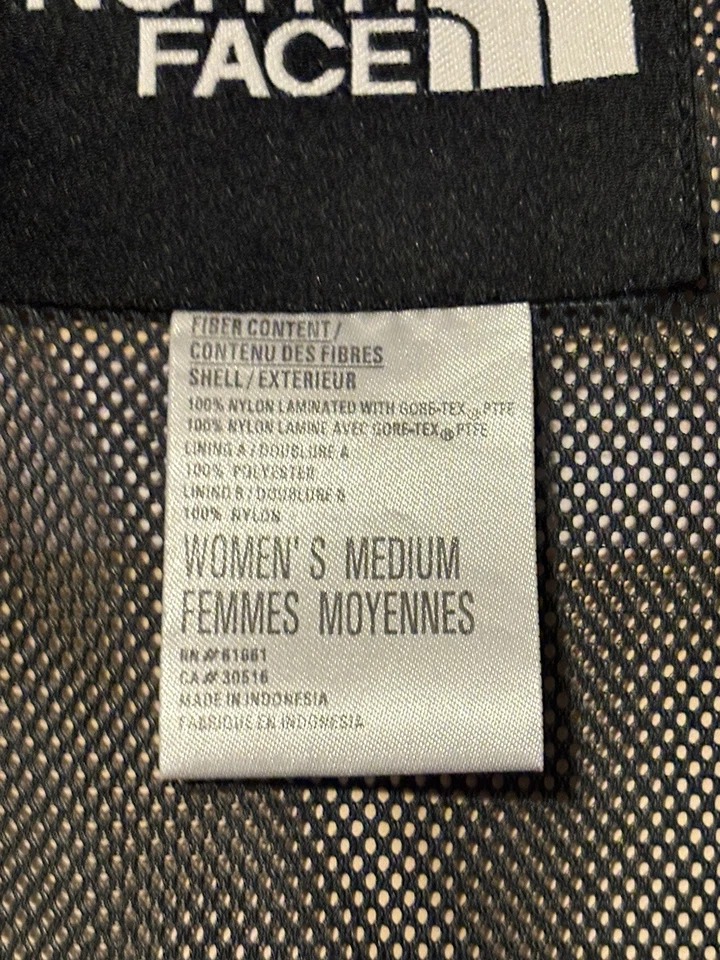 NORTH
FACE
FIBER CONTENT/
CONTENU DES FIBRES
SHELL/EXTERIEUR
100% NYLON LAMINATED WITH GORE-TEX® PTFE
100% NYLON LAMINE AVEC GORE-TEX® PTFE
LINING A/DOUBLURE A
100% POLYESTER
LINING B/DOUBLURE B
100% NYLON
WOMEN'S MEDIUM
FEMMES MOYENNES
RN # 61661
CA # 30516
MADE IN INDONESIA
FABRIQUE EN INDONESIA